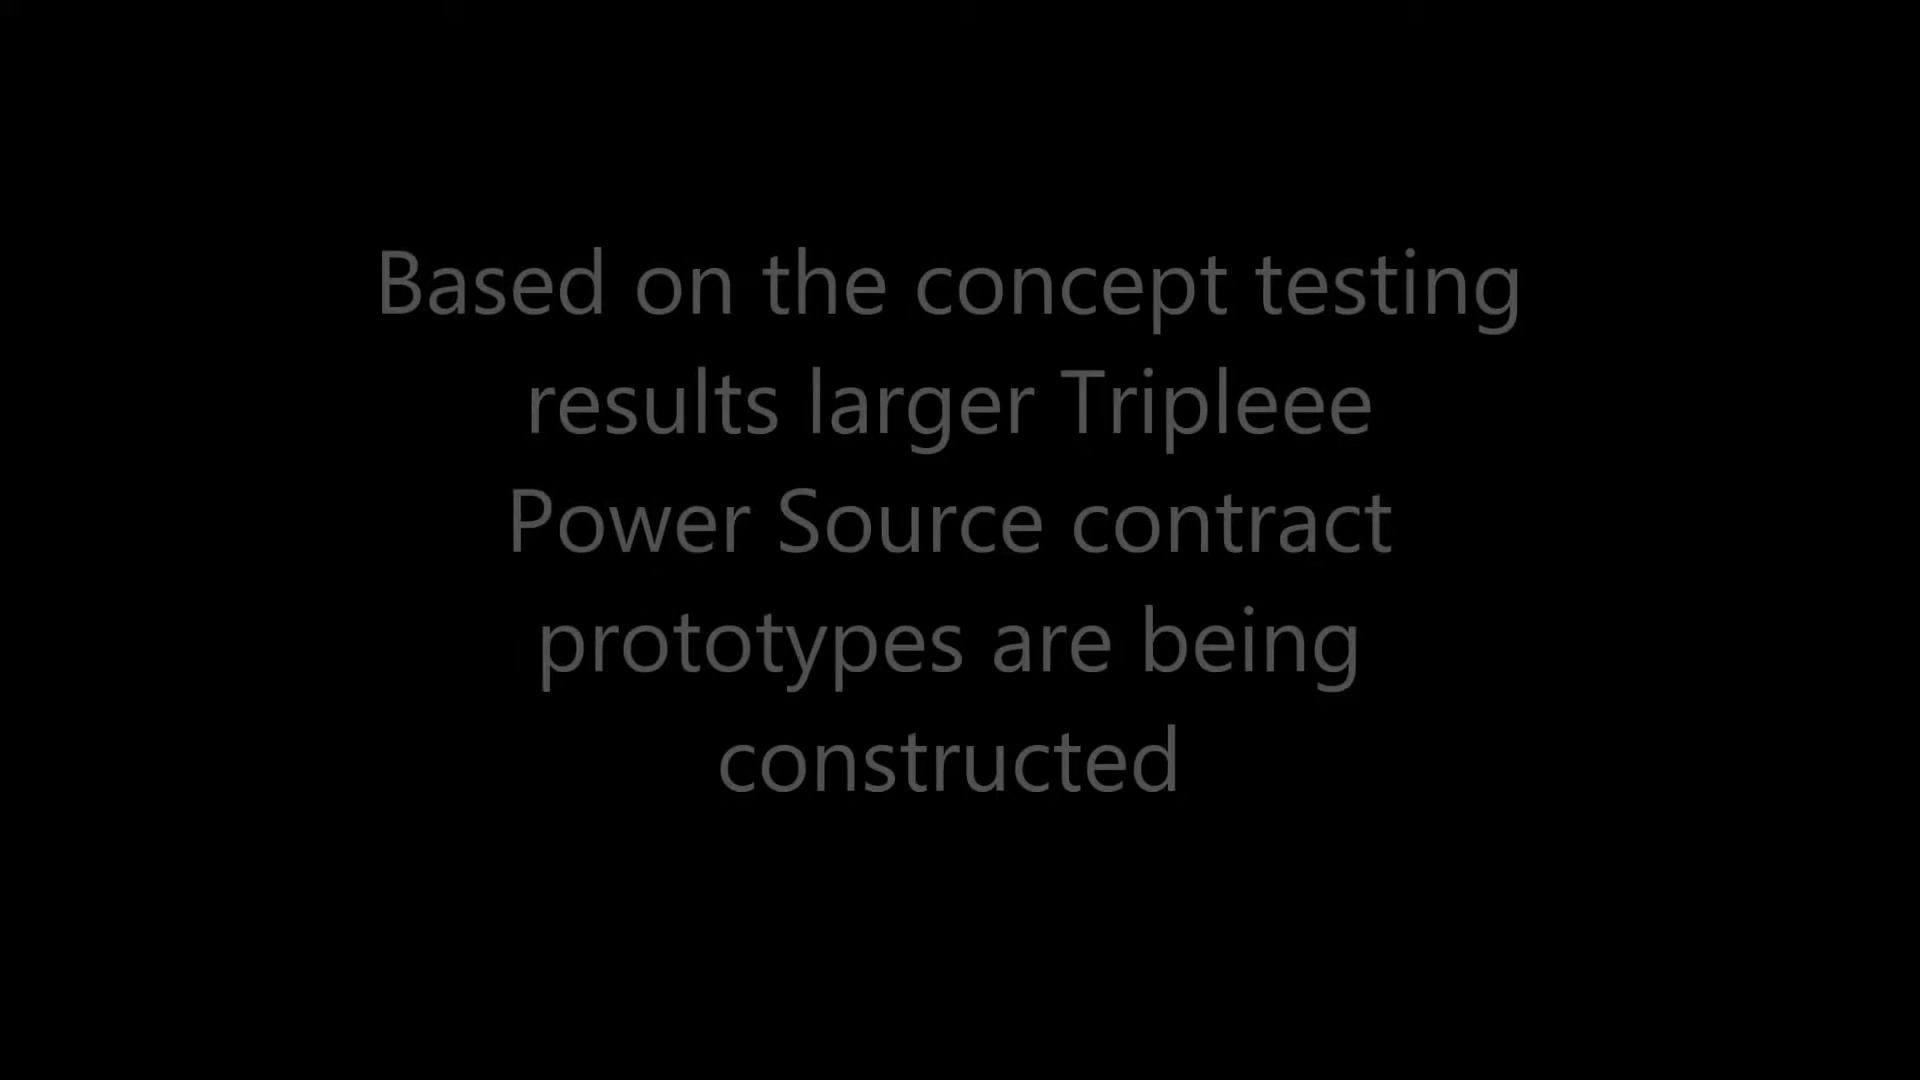 Based on the concept testing
results larger Tripleee
Power Source contract
prototypes are being
constructed